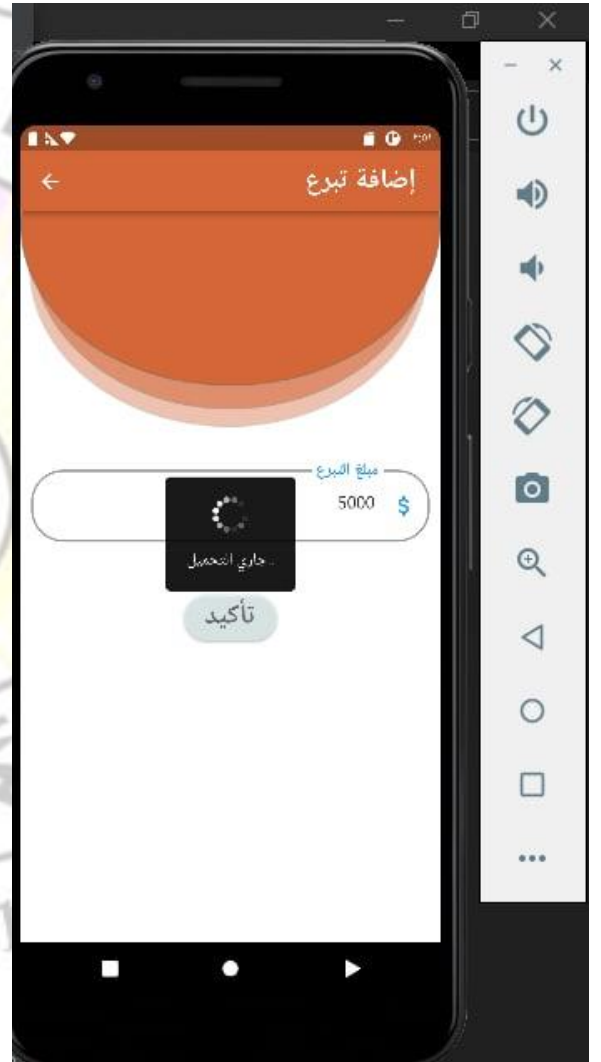 إضافة تبرع
مبلغ التبرع
$ 5000
جاري التحميل..
تأكيد